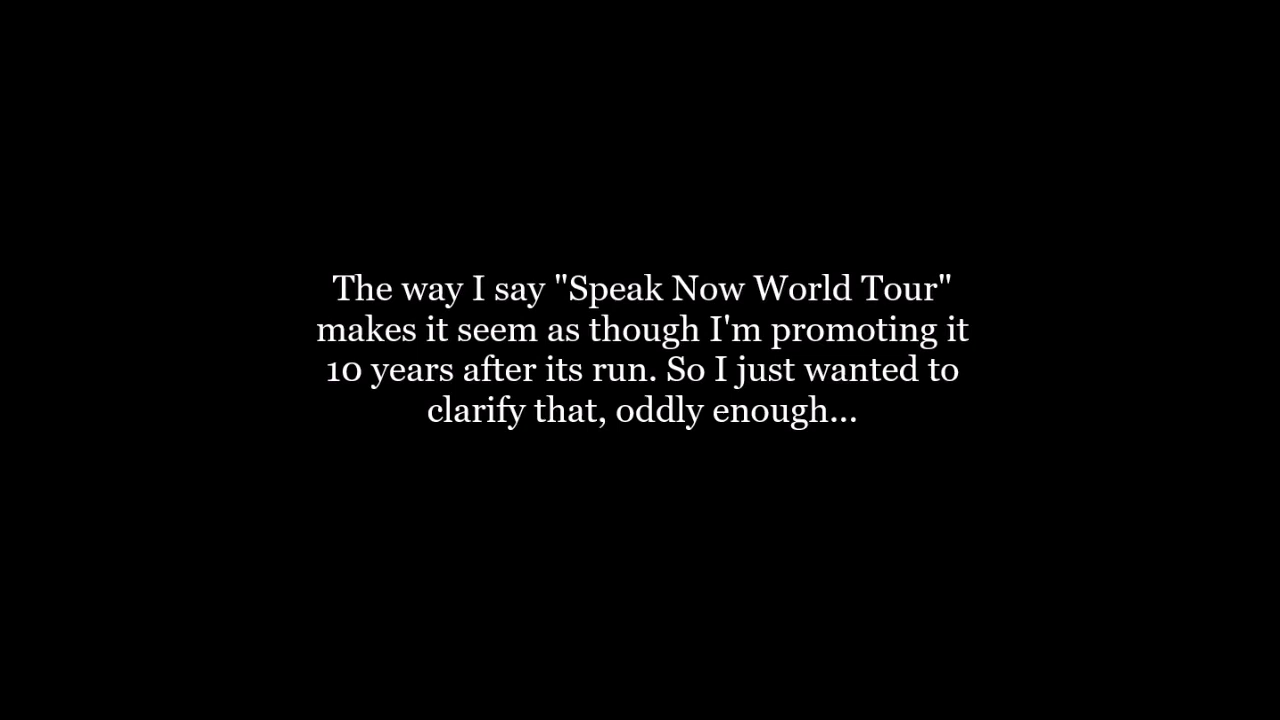 The way I say "Speak Now World Tour"
makes it seem as though I'm promoting it
10 years after its run. So I just wanted to
clarify that, oddly enough...